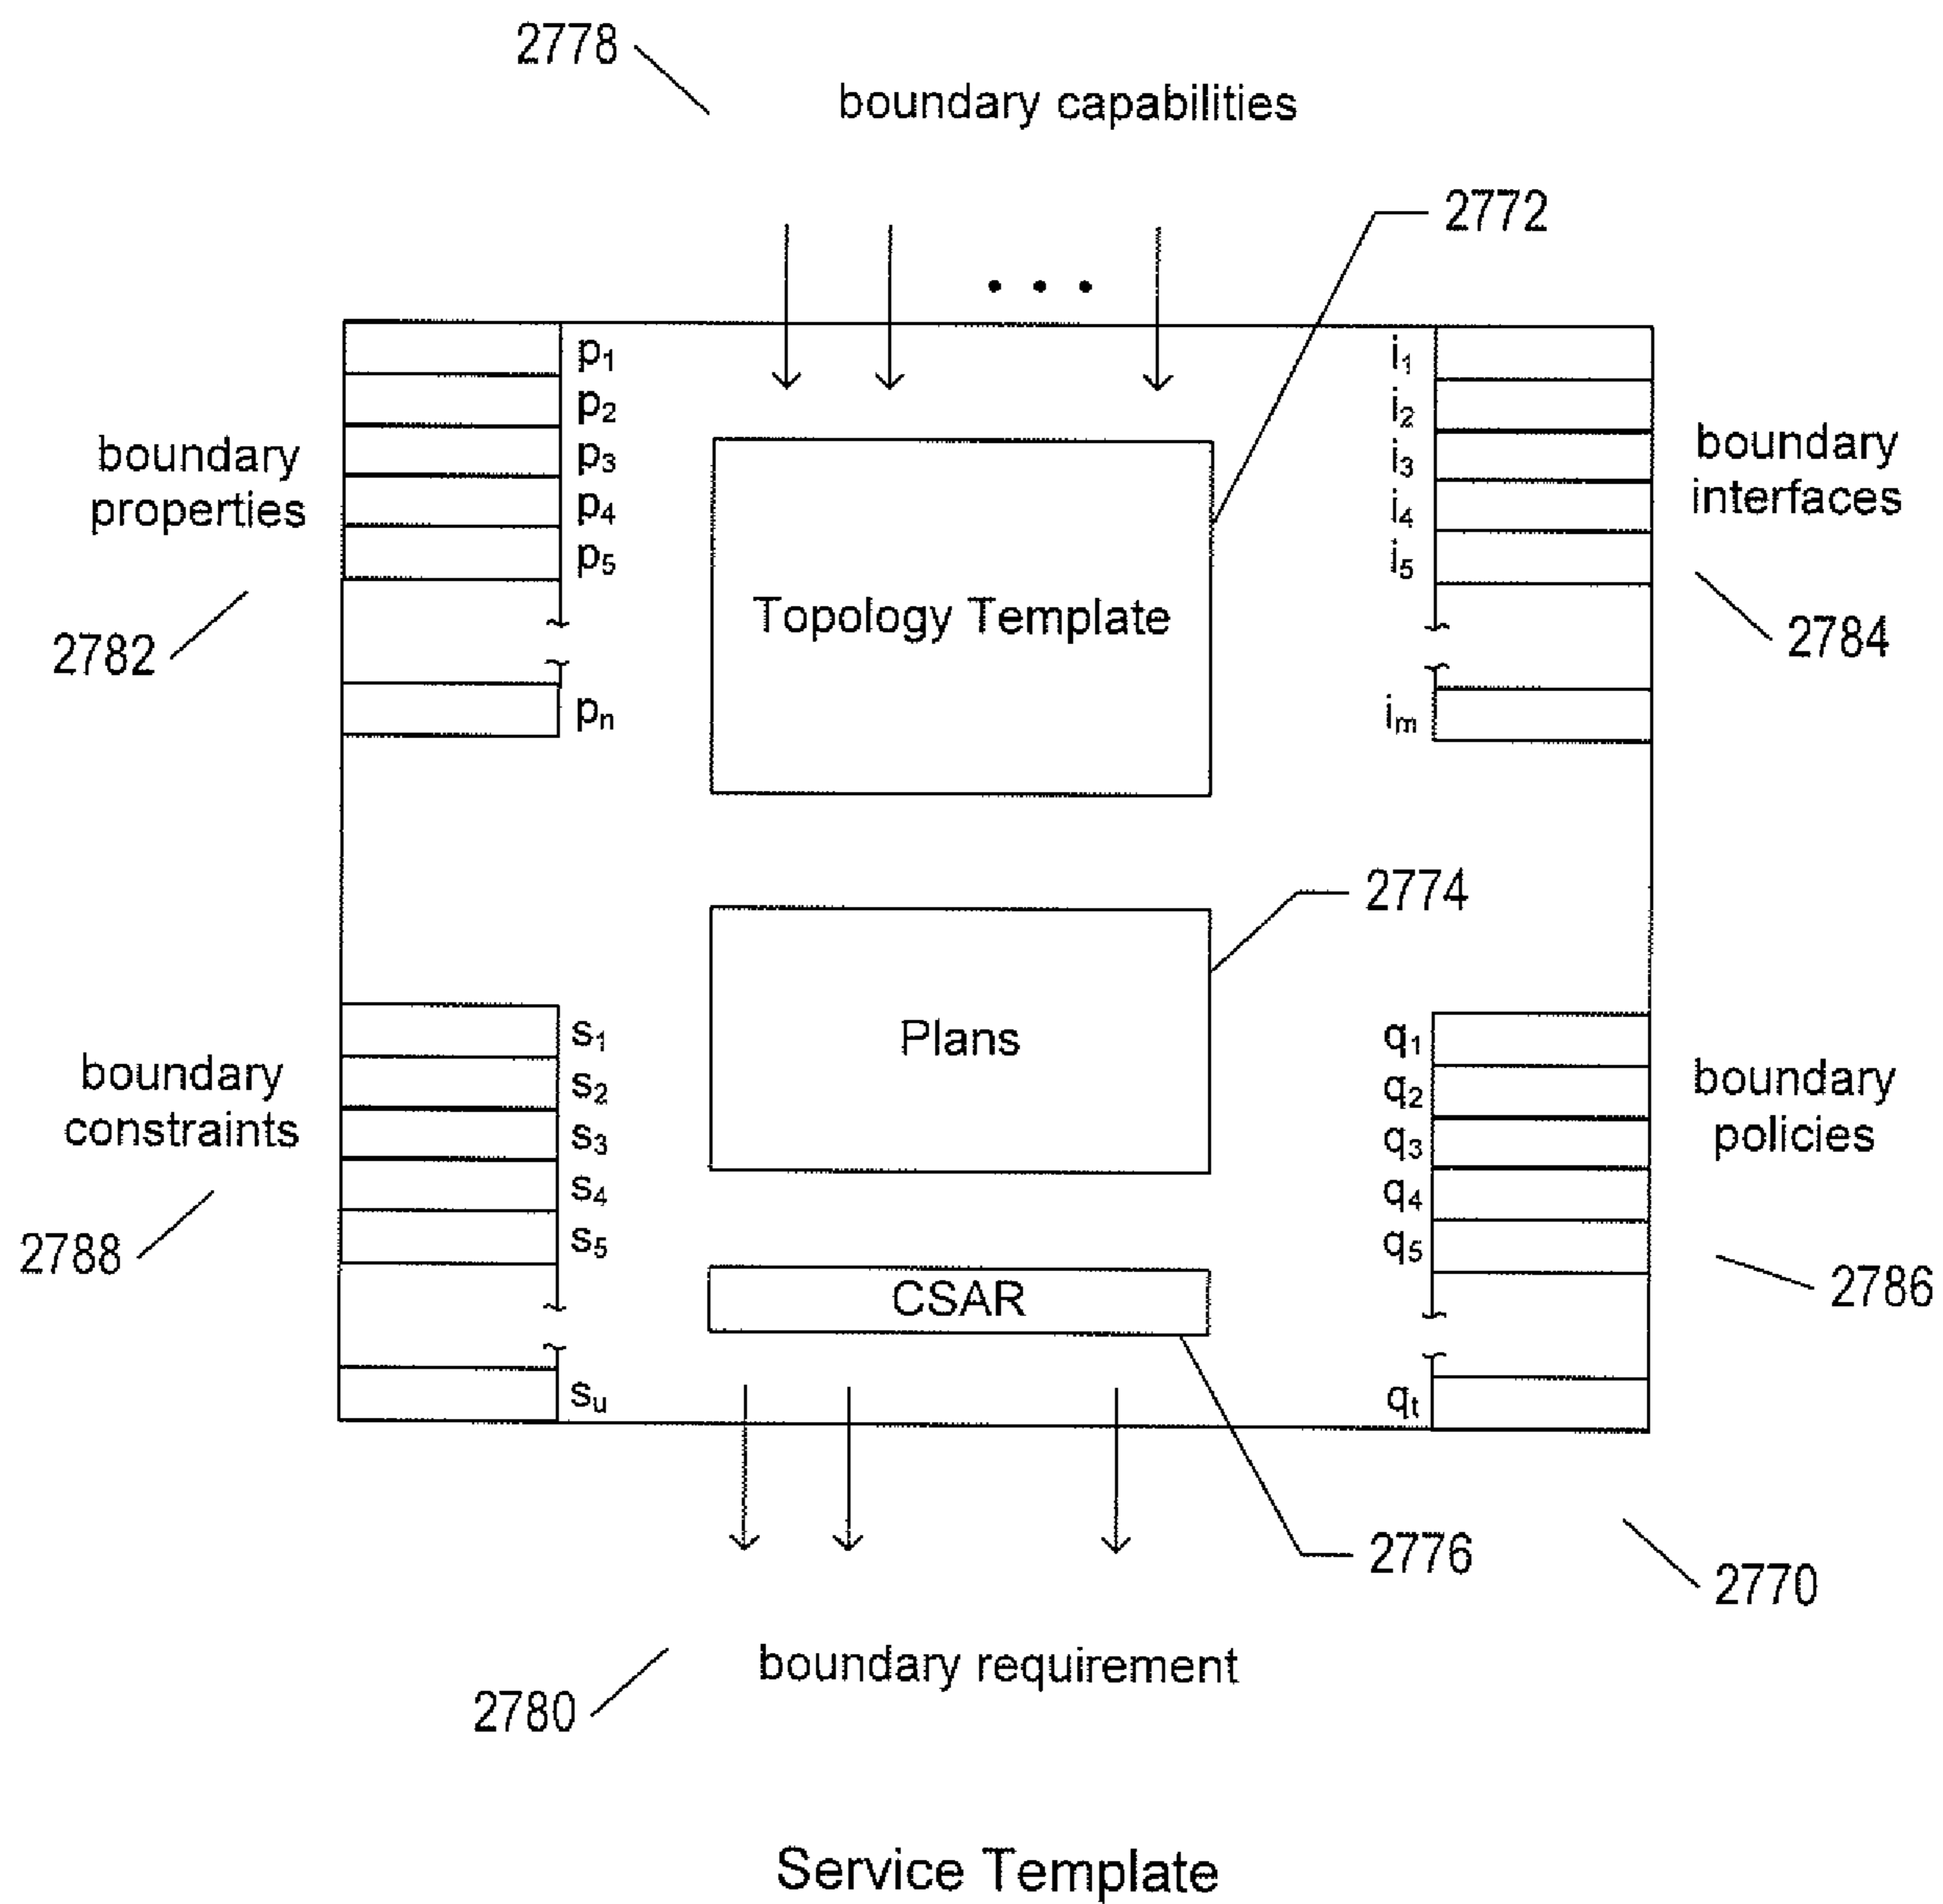 2778
boundary capabilities
2772
p₁
i₁
p₂
i₂
boundary
properties
p₃
i₃
boundary
interfaces
p₄
i₄
p₅
i₅
Topology Template
2782
2784
pₙ
iₘ
2774
s₁
Plans
q₁
boundary
constraints
s₂
q₂
boundary
policies
s₃
q₃
s₄
q₄
2788
s₅
q₅
2786
CSAR
sᵤ
qₜ
2776
2770
boundary requirement
2780
Service Template